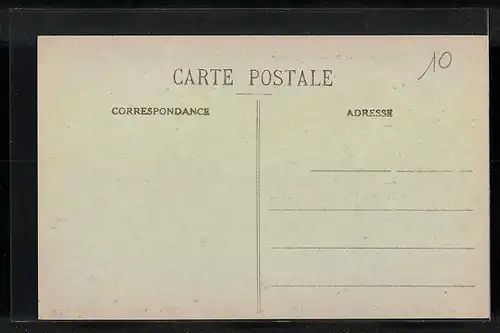 10
CARTE POSTALE
CORRESPONDANCE
ADRESSE